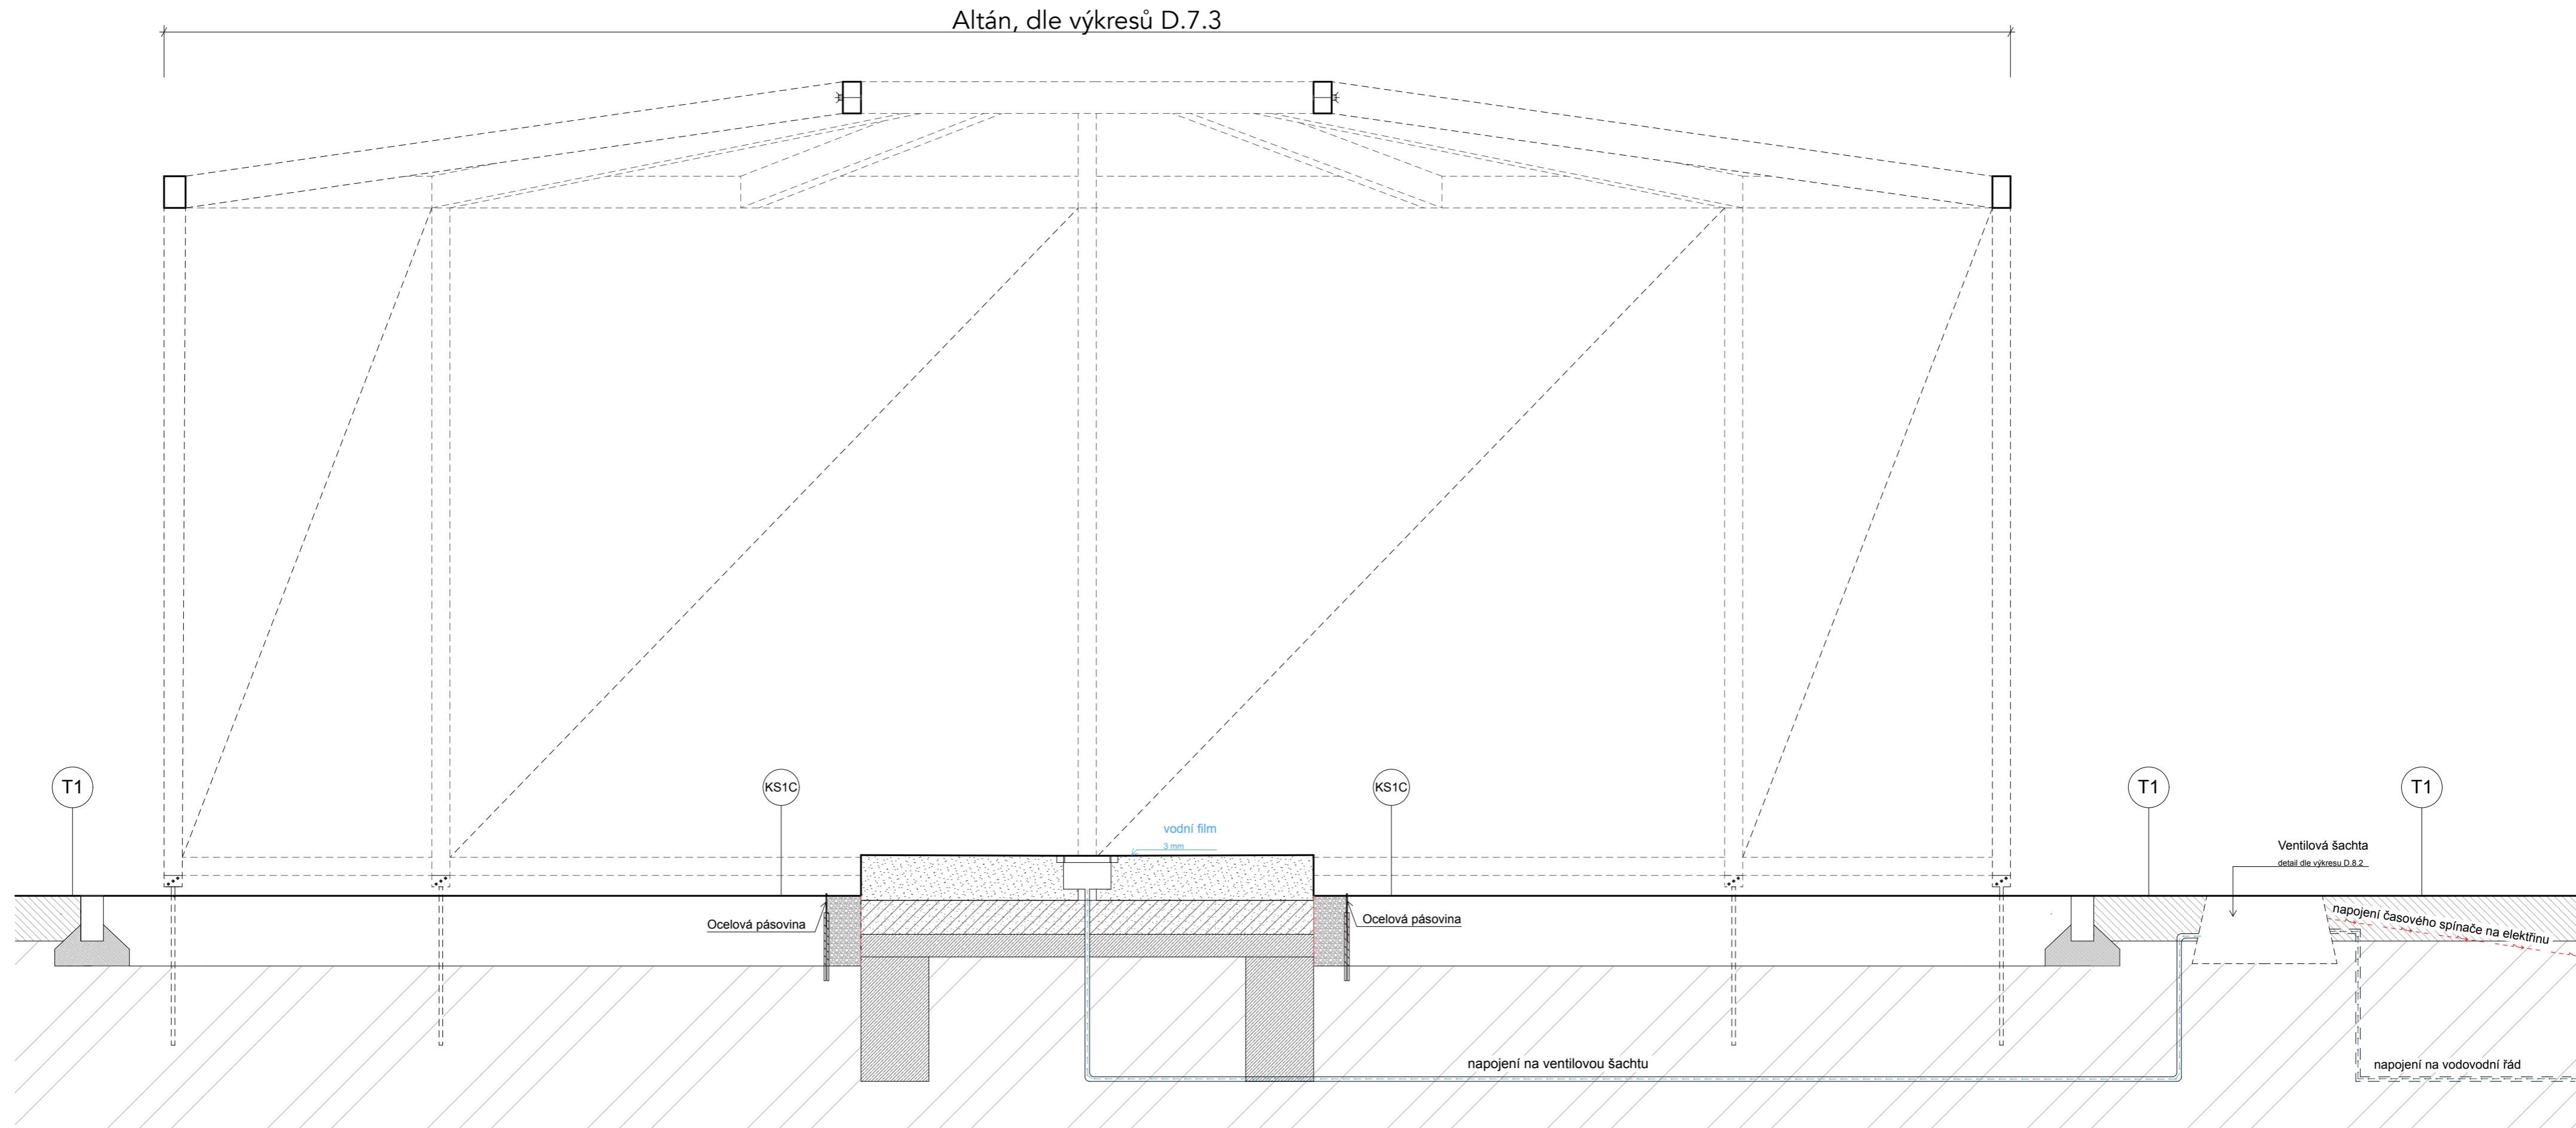 Altán, dle výkresů D.7.3
T1
KS1C
KS1C
T1
T1
vodní film
3 mm
Ventilová šachta
detail dle výkresu D.8.2
Ocelová pásovina
Ocelová pásovina
napojení časového spínače na elektřinu
napojení na ventilovou šachtu
napojení na vodovodní řád